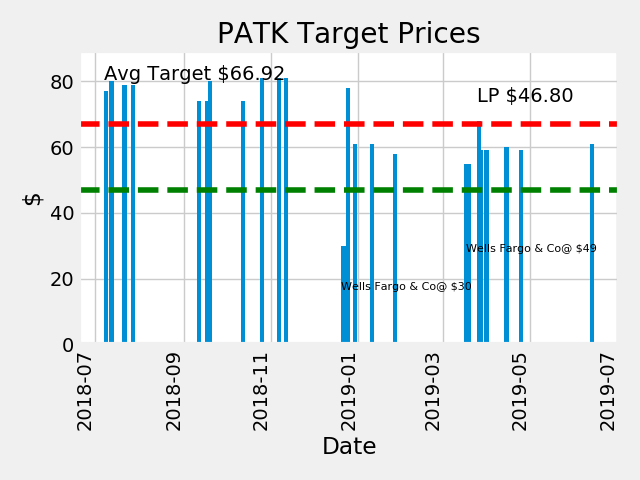 PATK Target Prices
Avg Target $66.92
LP $46.80
Wells Fargo & Co@ $49
Wells Fargo & Co@ $30
$
80
60
40
20
0
2018-07
2018-09
2018-11
2019-01
2019-03
2019-05
2019-07
Date